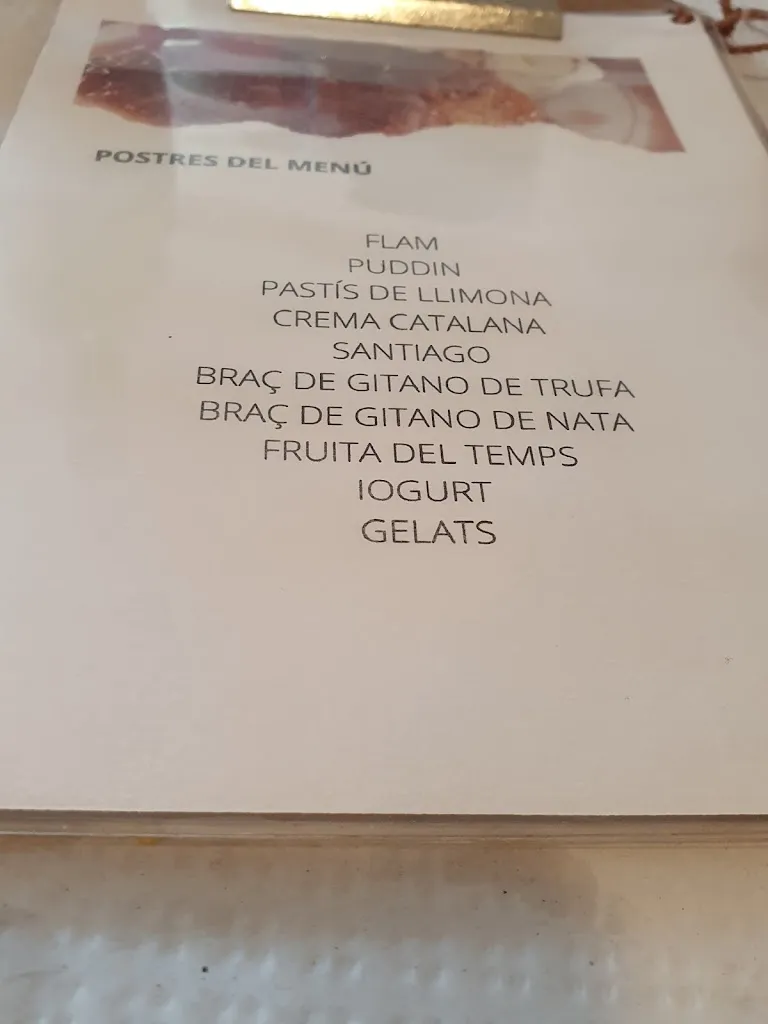 POSTRES DEL MENÚ
FLAM
PUDDIN
PASTÍS DE LLIMONA
CREMA CATALANA
SANTIAGO
BRAÇ DE GITANO DE TRUFA
BRAÇ DE GITANO DE NATA
FRUITA DEL TEMPS
IOGURT
GELATS